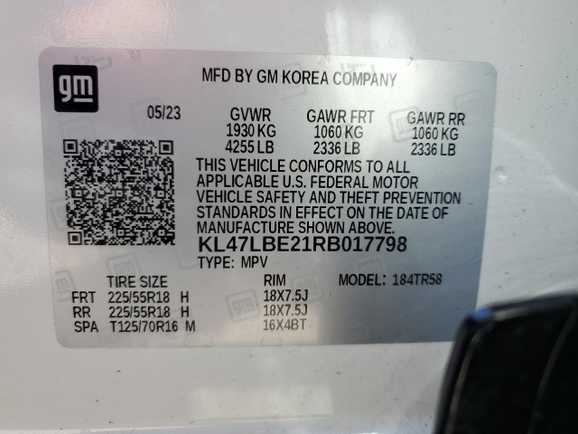 gm
MFD BY GM KOREA COMPANY
05/23 GVWR GAWR FRT GAWR RR
1930 KG 1060 KG 1060 KG
4255 LB 2336 LB 2336 LB
THIS VEHICLE CONFORMS TO ALL
APPLICABLE U.S. FEDERAL MOTOR
VEHICLE SAFETY AND THEFT PREVENTION
STANDARDS IN EFFECT ON THE DATE OF
MANUFACTURE SHOWN ABOVE.
KL47LBE21RB017798
TYPE: MPV
TIRE SIZE RIM MODEL: 184TR58
FRT 225/55R18 H 18X7.5J
RR 225/55R18 H 18X7.5J
SPA T125/70R16 M 16X4BT